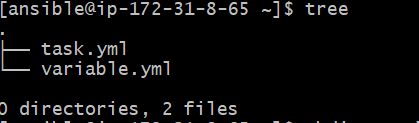 [ansible@ip-172-31-8-65 ~]$ tree
.
├── task.yml
└── variable.yml
0 directories, 2 files